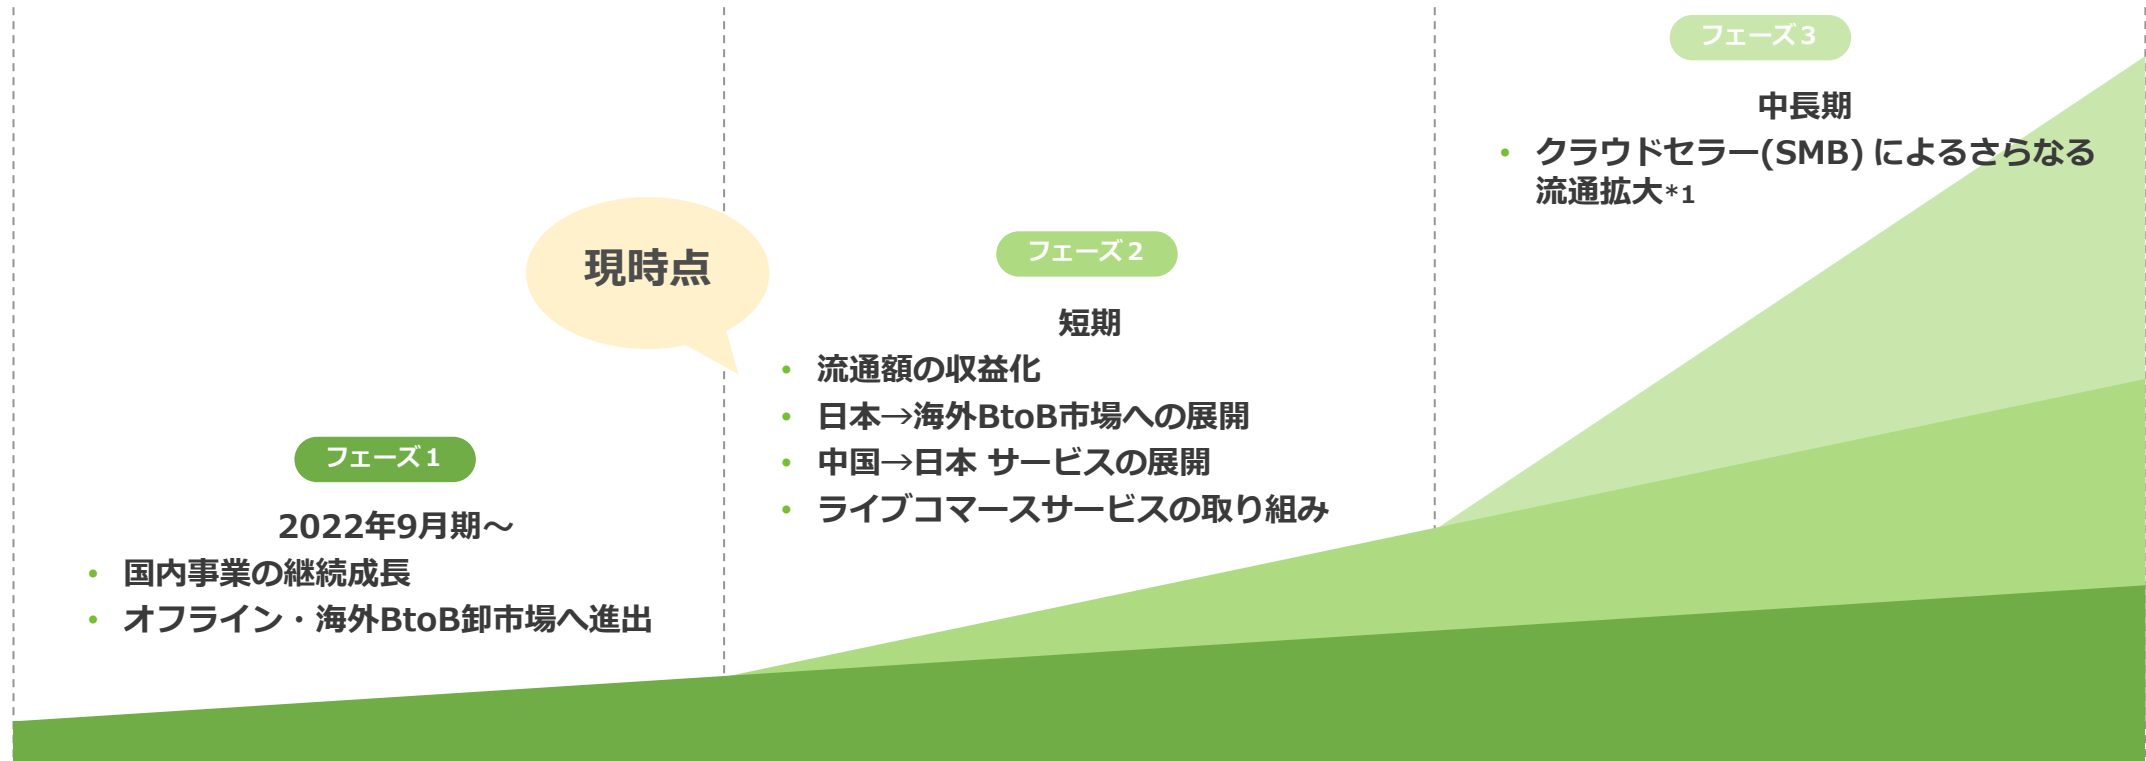 フェーズ１
2022年9月期～
• 国内事業の継続成長
• オフライン・海外BtoB卸市場へ進出
現時点
フェーズ２
短期
• 流通額の収益化
• 日本→海外BtoB市場への展開
• 中国→日本 サービスの展開
• ライブコマースサービスの取り組み
フェーズ３
中長期
• クラウドセラー(SMB) によるさらなる
流通拡大*1